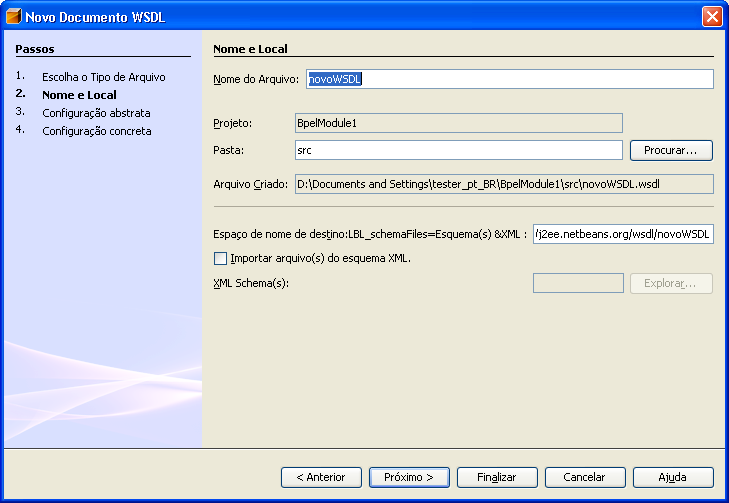 Novo Documento WSDL
Passos
1. Escolha o Tipo de Arquivo
2. Nome e Local
3. Configuração abstrata
4. Configuração concreta
Nome e Local
Nome do Arquivo: novoWSDL
Projeto: BpelModule1
Pasta: src Procurar...
Arquivo Criado: D:\Documents and Settings\tester_pt_BR\BpelModule1\src\novoWSDL.wsdl
Espaço de nome de destino:LBL_schemaFiles=Esquema(s) &XML : /j2ee.netbeans.org/wsdl/novoWSDL
Importar arquivo(s) do esquema XML.
XML Schema(s): Explorar...
< Anterior Próximo > Finalizar Cancelar Ajuda